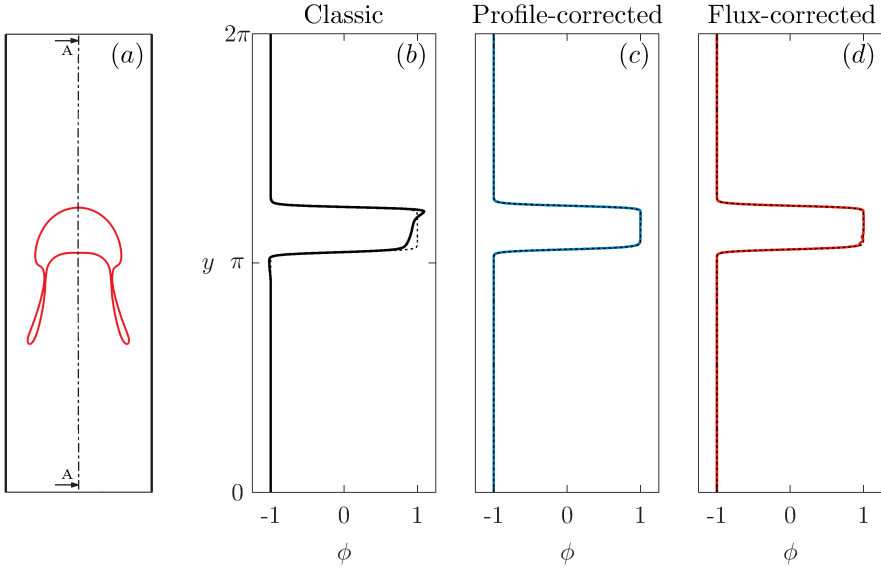 Classic
Profile-corrected
Flux-corrected
A
(a)
2π
(b)
(c)
(d)
y
π
A
0
-1
0
1
-1
0
1
-1
0
1
ϕ
ϕ
ϕ